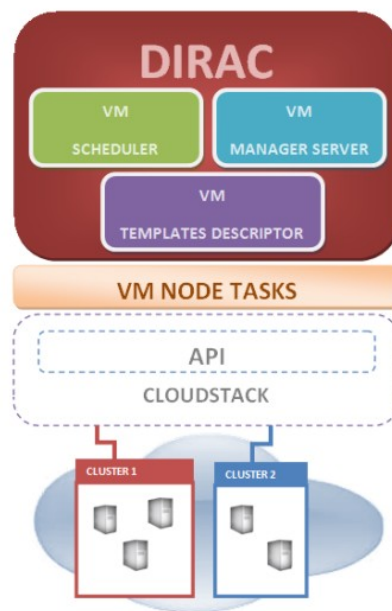 DIRAC
VM
SCHEDULER
VM
MANAGER SERVER
VM
TEMPLATES DESCRIPTOR
VM NODE TASKS
API
CLOUDSTACK
CLUSTER 1
CLUSTER 2